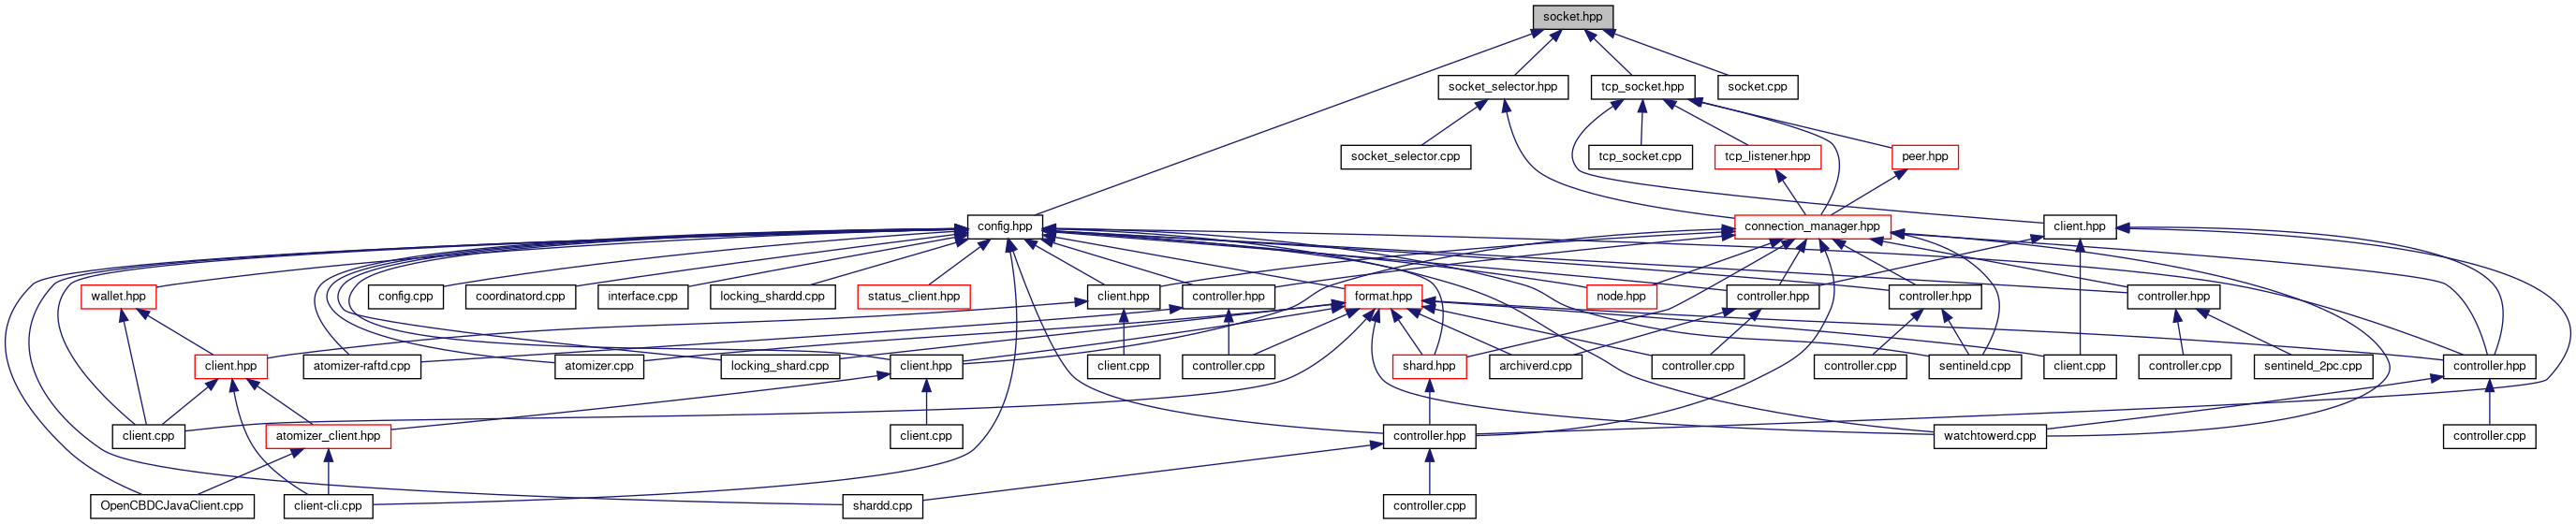 socket.hpp
socket_selector.hpp
tcp_socket.hpp
socket.cpp
socket_selector.cpp
tcp_socket.cpp
tcp_listener.hpp
peer.hpp
config.hpp
connection_manager.hpp
client.hpp
wallet.hpp
config.cpp
coordinatord.cpp
interface.cpp
locking_shardd.cpp
status_client.hpp
client.hpp
controller.hpp
format.hpp
node.hpp
controller.hpp
controller.hpp
controller.hpp
client.hpp
atomizer-raftd.cpp
atomizer.cpp
locking_shard.cpp
client.hpp
client.cpp
controller.cpp
shard.hpp
archiverd.cpp
controller.cpp
controller.cpp
sentineld.cpp
client.cpp
controller.cpp
sentineld_2pc.cpp
controller.hpp
client.cpp
atomizer_client.hpp
client.cpp
controller.hpp
watchtowerd.cpp
controller.cpp
OpenCBDCJavaClient.cpp
client-cli.cpp
shardd.cpp
controller.cpp